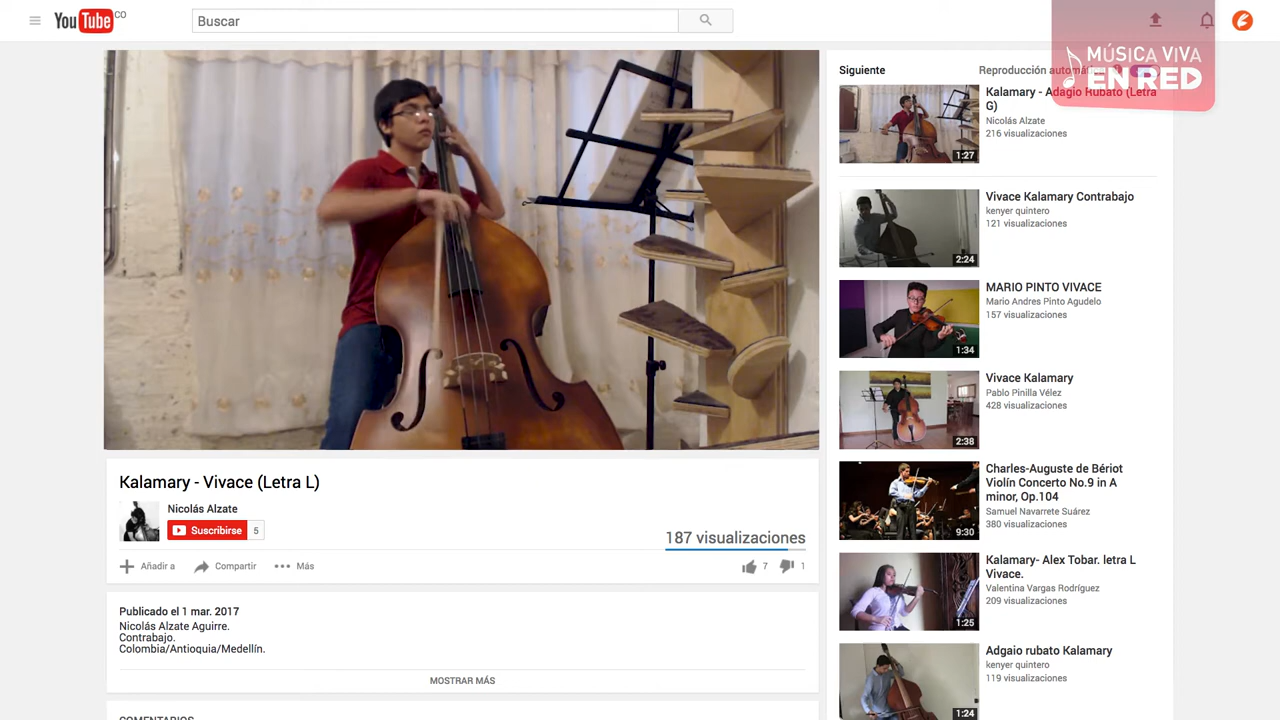 YouTube CO
Buscar
MÚSICA VIVA
EN RED
Siguiente
Reproducción automática
Kalamary - Adagio Rubato (Letra
G)
Nicolás Alzate
216 visualizaciones
1:27
Vivace Kalamary Contrabajo
kenyer quintero
121 visualizaciones
2:24
MARIO PINTO VIVACE
Mario Andres Pinto Agudelo
157 visualizaciones
1:34
Vivace Kalamary
Pablo Pinilla Vélez
428 visualizaciones
2:38
Charles-Auguste de Bériot
Violín Concerto No.9 in A
minor, Op.104
Samuel Navarrete Suárez
380 visualizaciones
9:30
Kalamary- Alex Tobar. letra L
Vivace.
Valentina Vargas Rodríguez
209 visualizaciones
1:25
Adgaio rubato Kalamary
kenyer quintero
119 visualizaciones
1:24
Kalamary - Vivace (Letra L)
Nicolás Alzate
Suscribirse 5
187 visualizaciones
Añadir a Compartir Más
7 1
Publicado el 1 mar. 2017
Nicolás Alzate Aguirre.
Contrabajo.
Colombia/Antioquia/Medellín.
MOSTRAR MÁS
COMENTARIOS